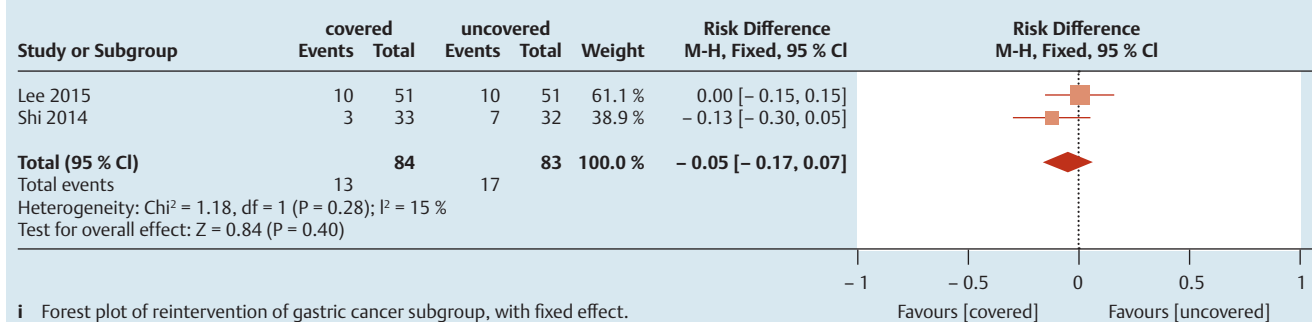 covered uncovered Risk Difference Risk Difference
Study or Subgroup Events Total Events Total Weight M-H, Fixed, 95 % CI M-H, Fixed, 95 % CI
Lee 2015 10 51 10 51 61.1 % 0.00 [– 0.15, 0.15]
Shi 2014 3 33 7 32 38.9 % – 0.13 [– 0.30, 0.05]
Total (95 % CI) 84 83 100.0 % – 0.05 [– 0.17, 0.07]
Total events 13 17
Heterogeneity: Chi² = 1.18, df = 1 (P = 0.28); I² = 15 %
Test for overall effect: Z = 0.84 (P = 0.40)
– 1 – 0.5 0 0.5 1
i Forest plot of reintervention of gastric cancer subgroup, with fixed effect. Favours [covered] Favours [uncovered]